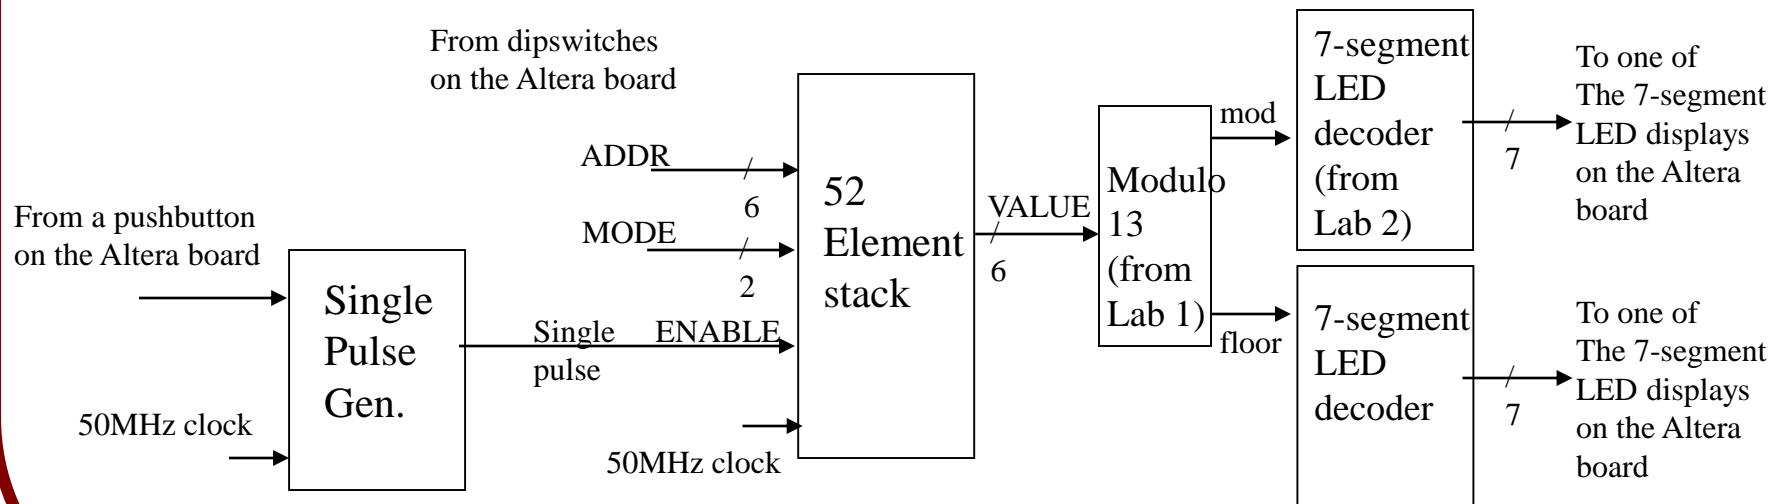 From dipswitches
on the Altera board
From a pushbutton
on the Altera board
50MHz clock
Single
Pulse
Gen.
Single
pulse
ADDR
6
MODE
2
ENABLE
50MHz clock
52
Element
stack
VALUE
6
Modulo
13
(from
Lab 1)
mod
floor
7-segment
LED
decoder
(from
Lab 2)
7
To one of
The 7-segment
LED displays
on the Altera
board
7-segment
LED
decoder
7
To one of
The 7-segment
LED displays
on the Altera
board